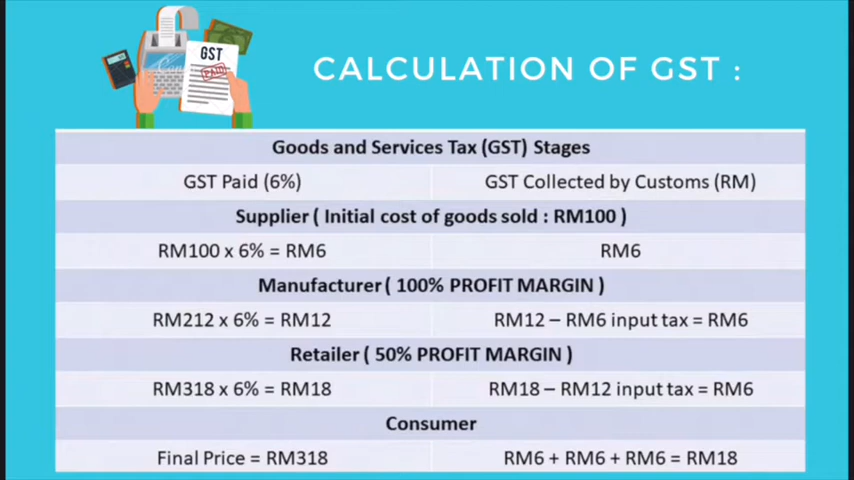 GST
PAID
CALCULATION OF GST :
Goods and Services Tax (GST) Stages
GST Paid (6%) GST Collected by Customs (RM)
Supplier ( Initial cost of goods sold : RM100 )
RM100 x 6% = RM6 RM6
Manufacturer ( 100% PROFIT MARGIN )
RM212 x 6% = RM12 RM12 – RM6 input tax = RM6
Retailer ( 50% PROFIT MARGIN )
RM318 x 6% = RM18 RM18 – RM12 input tax = RM6
Consumer
Final Price = RM318 RM6 + RM6 + RM6 = RM18